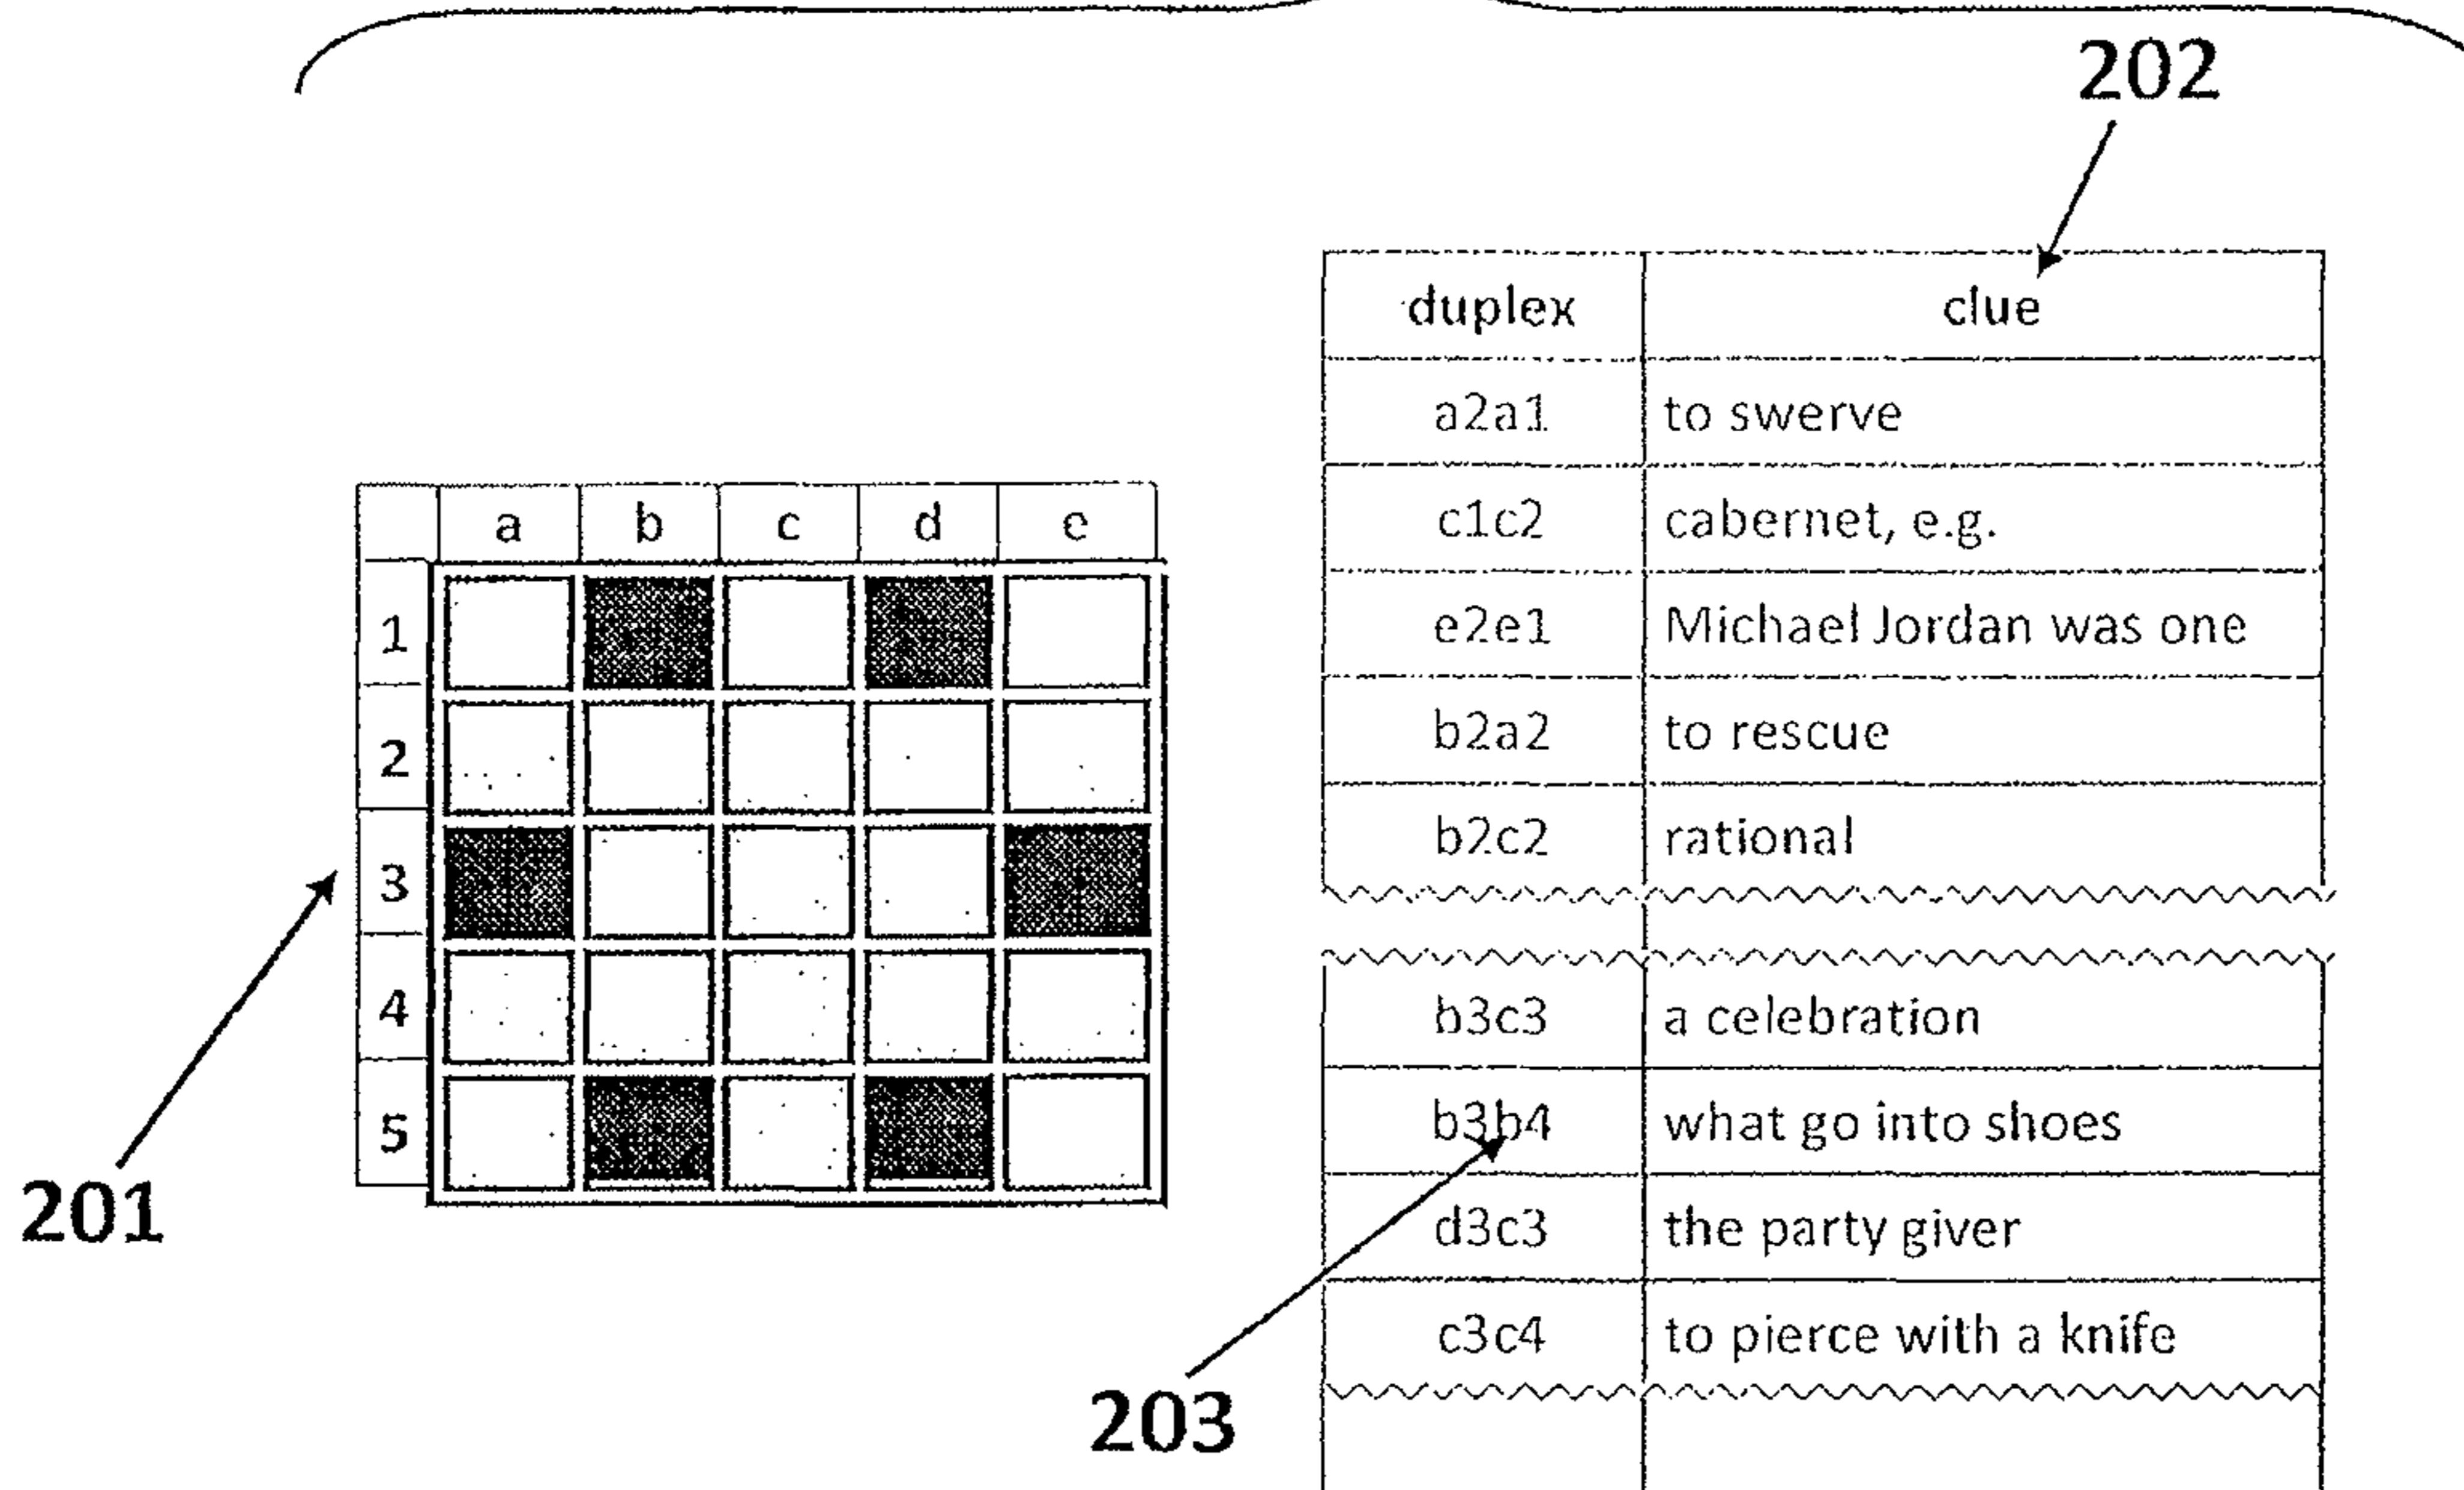 202
duplex clue
a2a1 to swerve
c1c2 cabernet, e.g.
e2e1 Michael Jordan was one
b2a2 to rescue
b2c2 rational
b3c3 a celebration
b3b4 what go into shoes
d3c3 the party giver
c3c4 to pierce with a knife
a b c d e
1
2
3
4
5
201
203